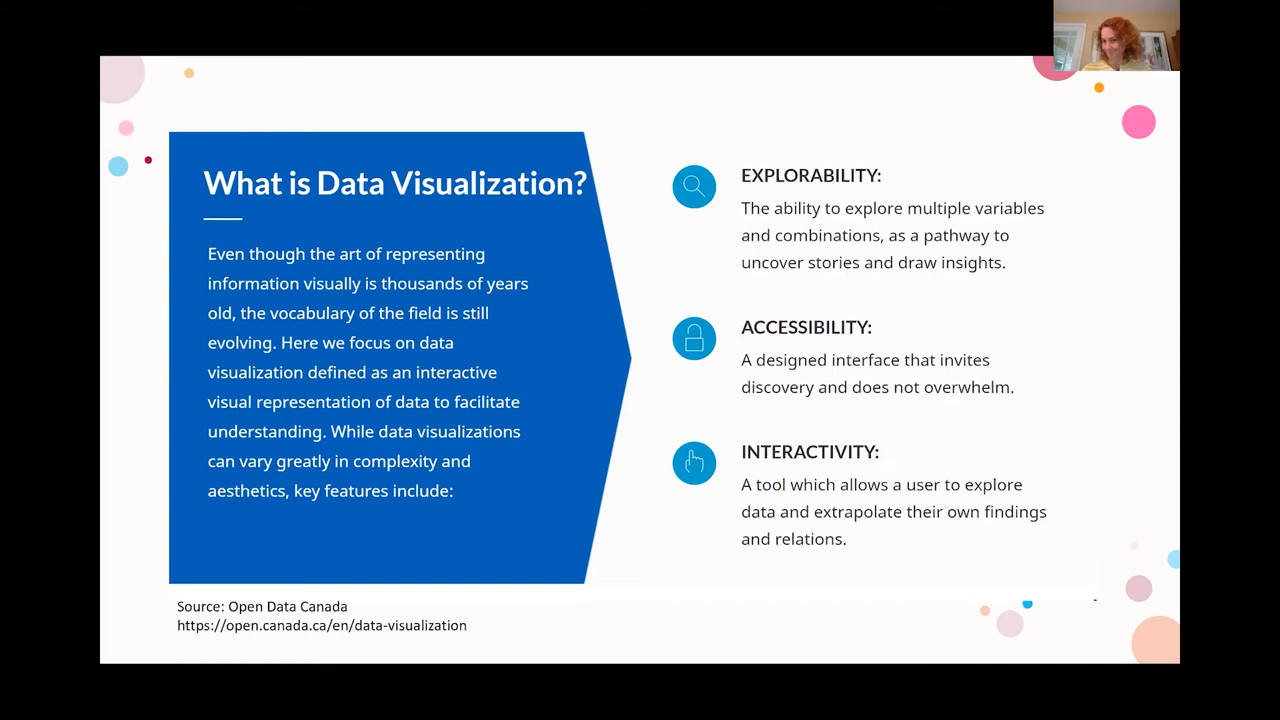 What is Data Visualization?
Even though the art of representing
information visually is thousands of years
old, the vocabulary of the field is still
evolving. Here we focus on data
visualization defined as an interactive
visual representation of data to facilitate
understanding. While data visualizations
can vary greatly in complexity and
aesthetics, key features include:
EXPLORABILITY:
The ability to explore multiple variables
and combinations, as a pathway to
uncover stories and draw insights.
ACCESSIBILITY:
A designed interface that invites
discovery and does not overwhelm.
INTERACTIVITY:
A tool which allows a user to explore
data and extrapolate their own findings
and relations.
Source: Open Data Canada
https://open.canada.ca/en/data-visualization